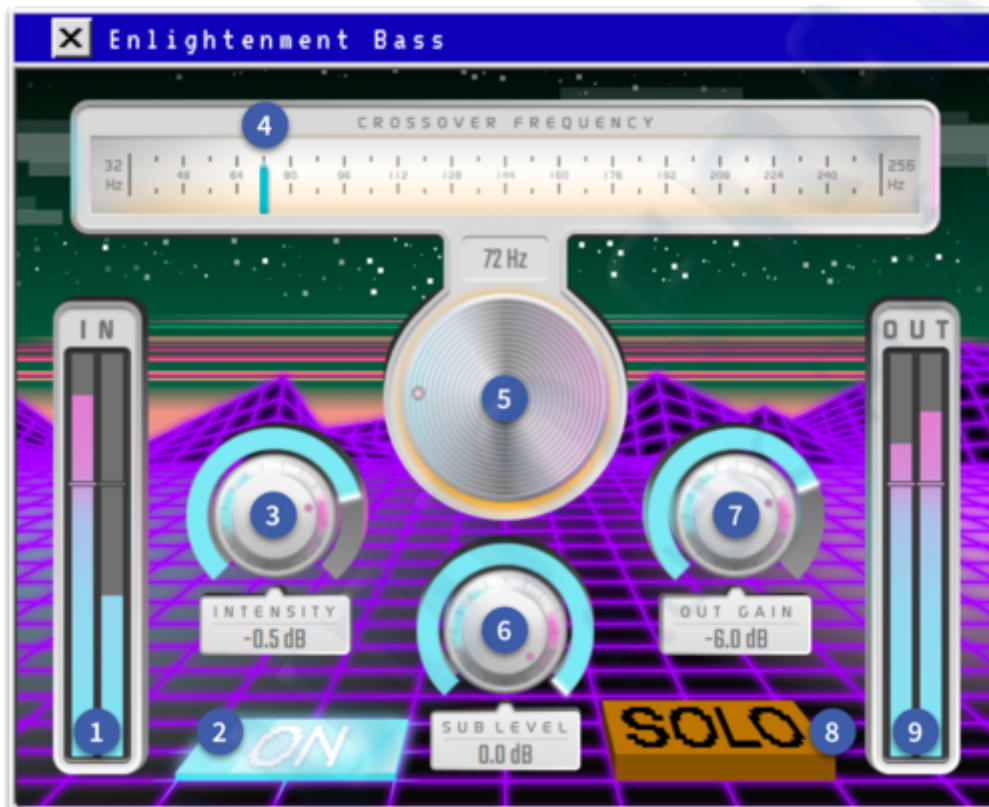 X Enlightenment Bass
4
CROSSOVER FREQUENCY
32 Hz 48 64 80 96 112 128 144 160 176 192 208 224 240 256 Hz
72 Hz
IN
OUT
5
3
7
INTENSITY
-0.5 dB
OUT GAIN
-6.0 dB
6
SUB LEVEL
0.0 dB
1
2
ON
SOLO
8
9